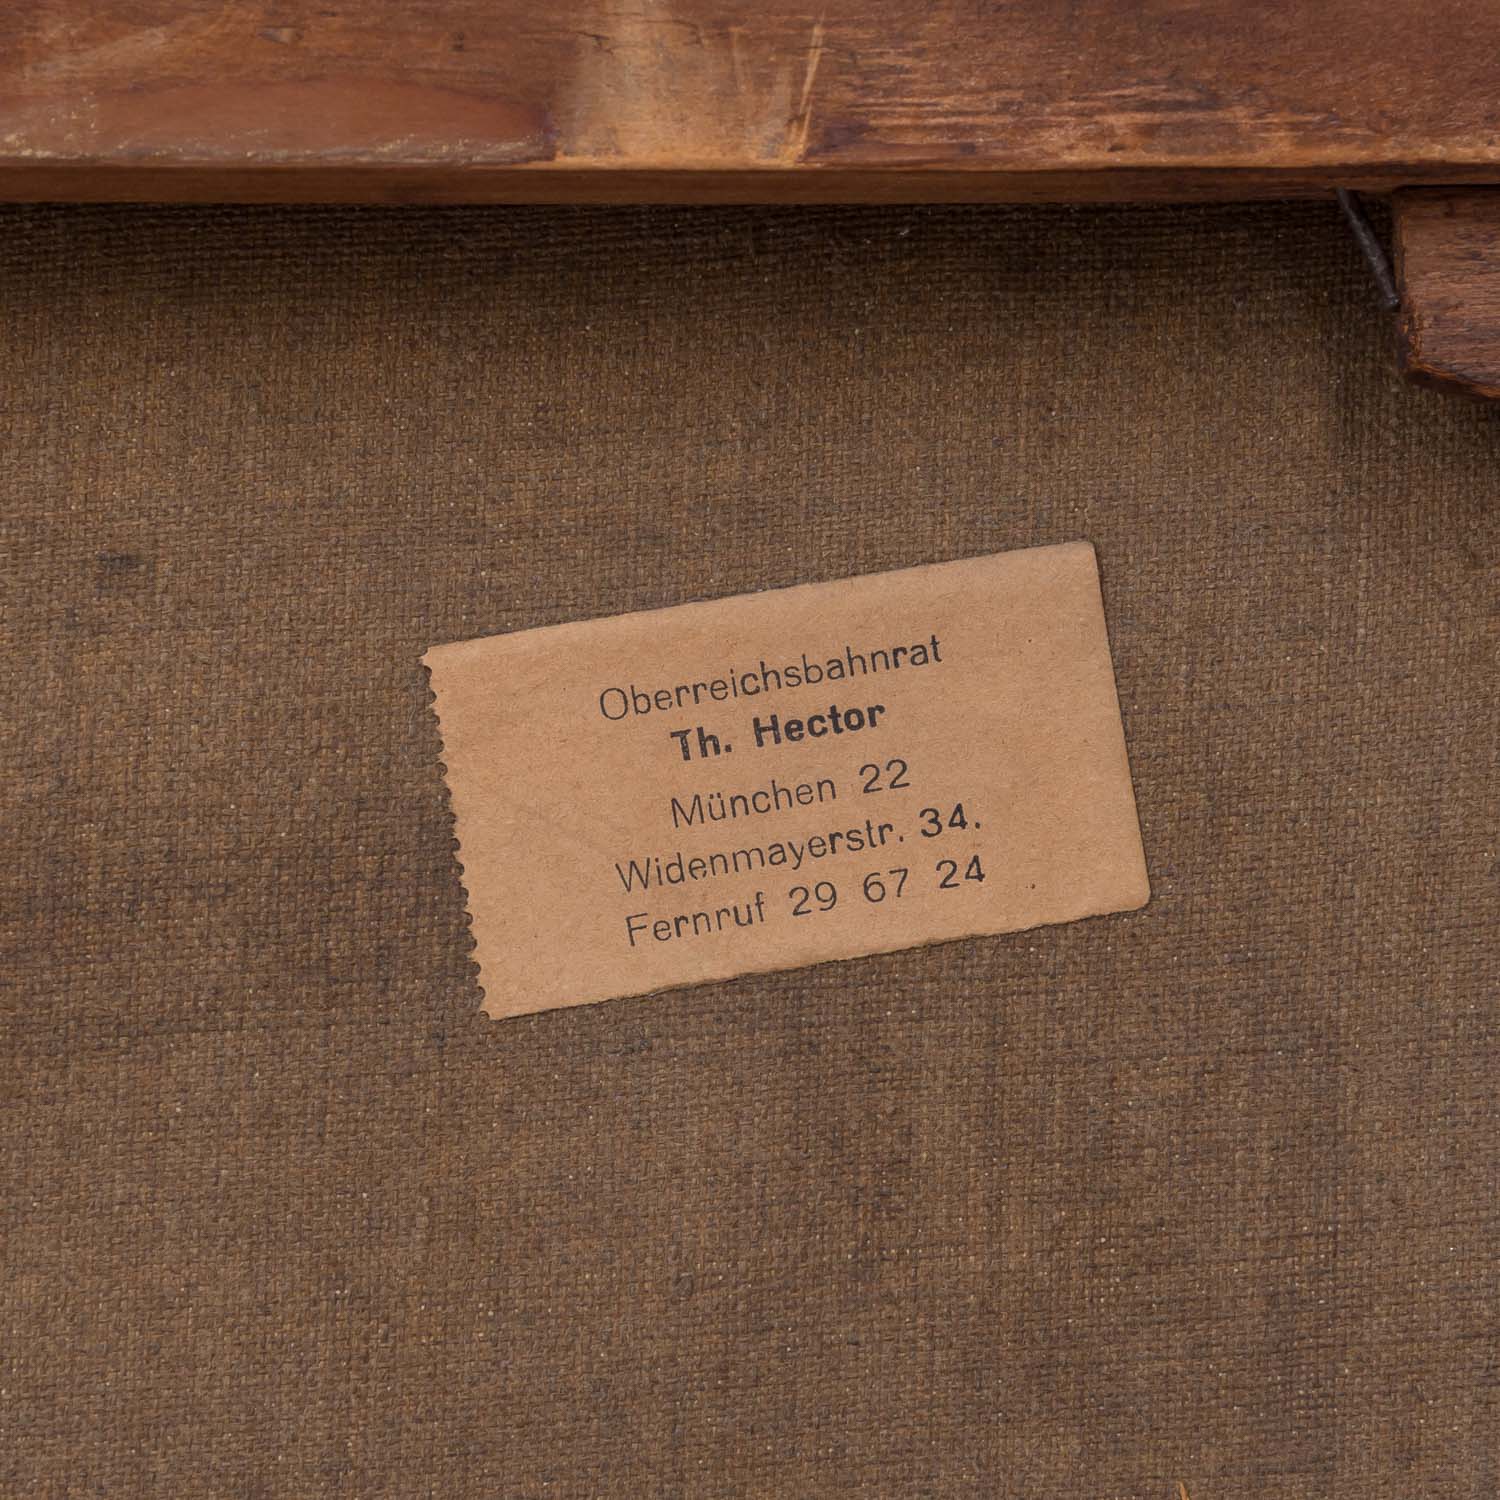 Oberreichsbahnrat
Th. Hector
München 22
Widenmayerstr. 34.
Fernruf 29 67 24